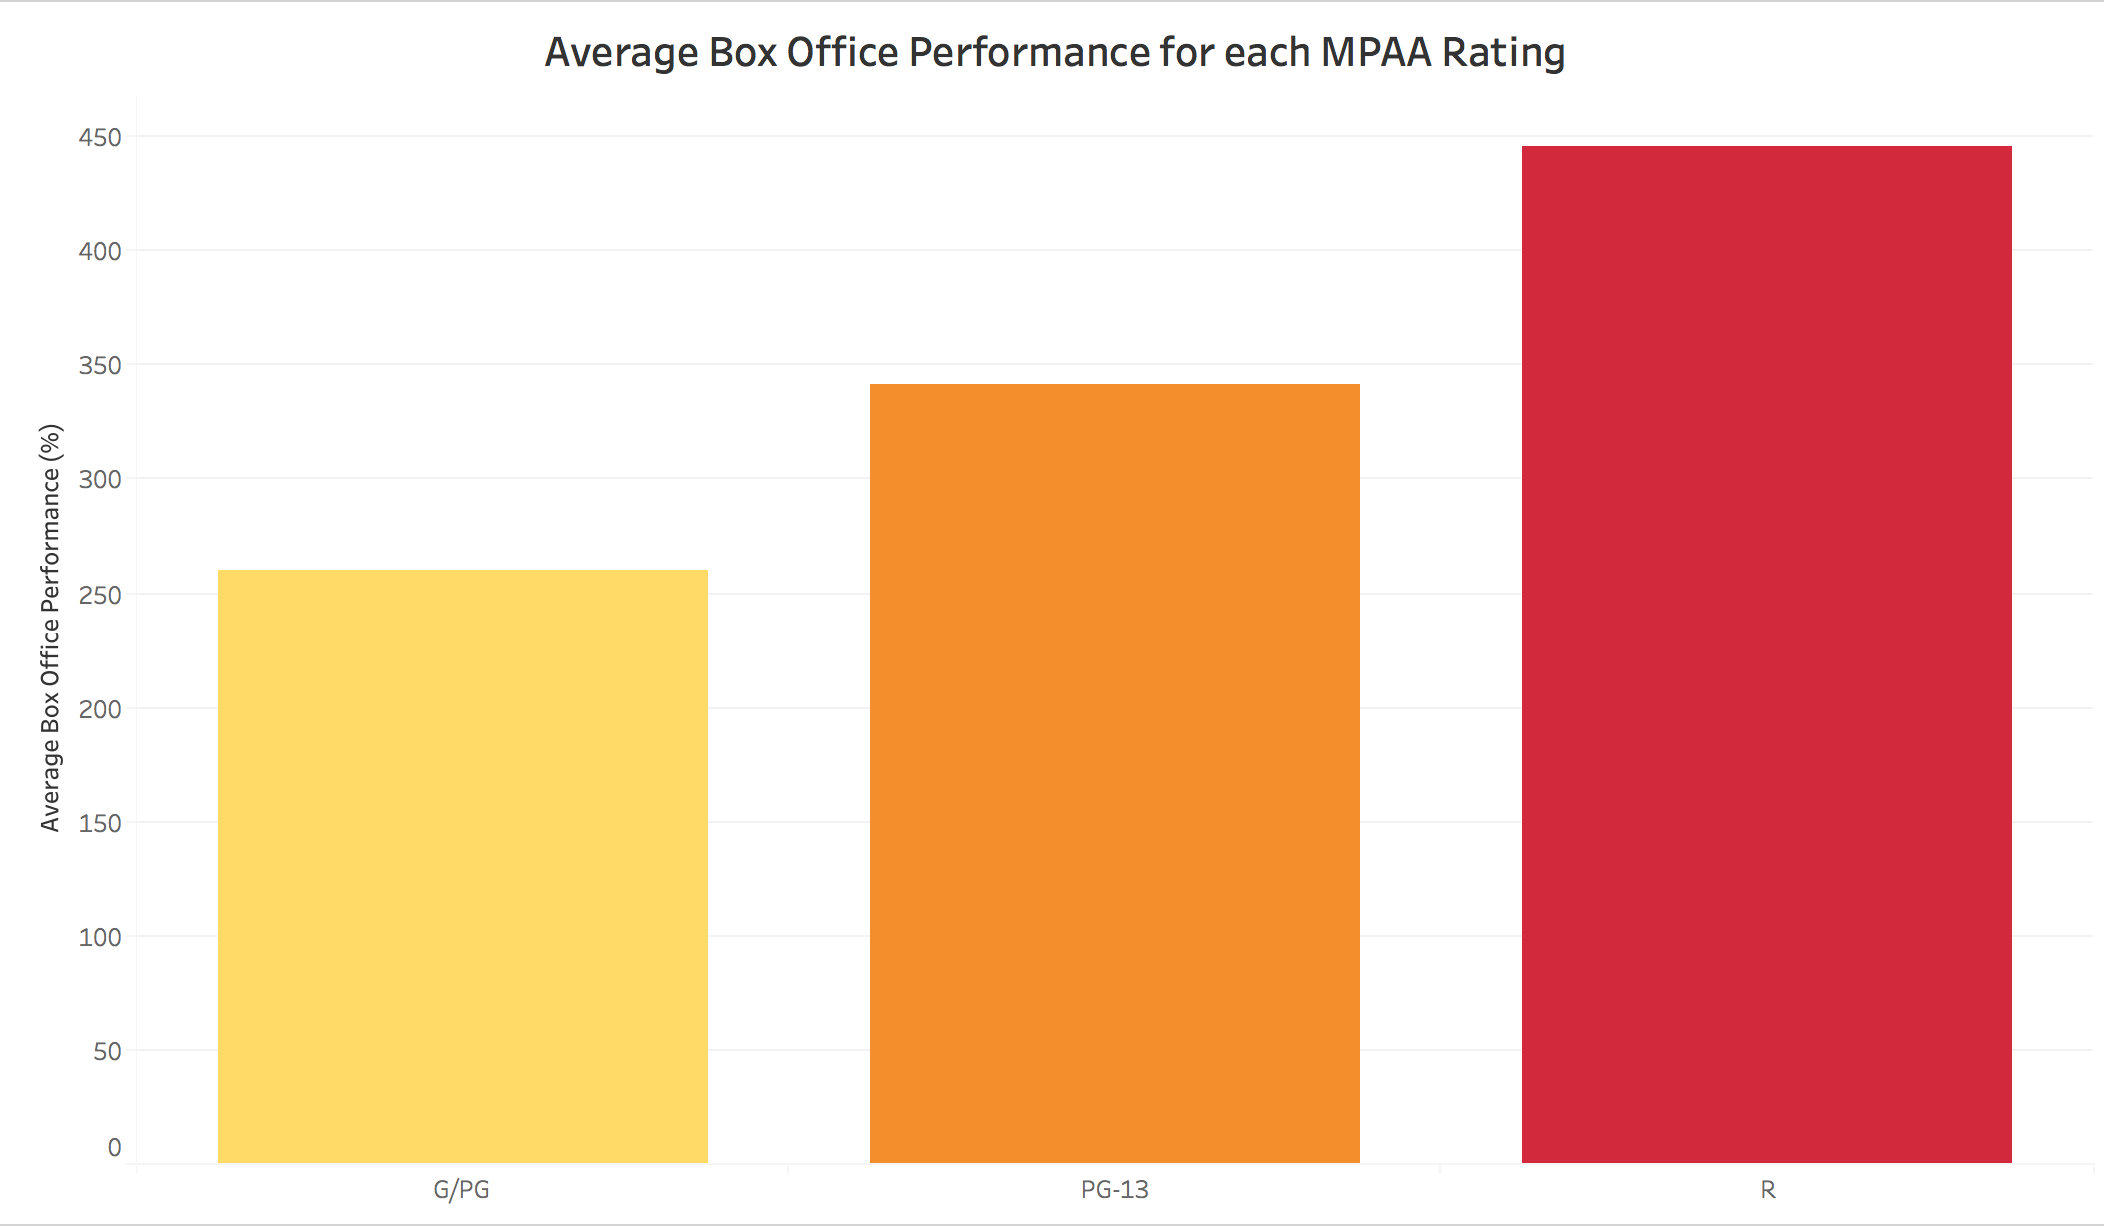 Average Box Office Performance for each MPAA Rating
Average Box Office Performance (%)
450
400
350
300
250
200
150
100
50
0
G/PG
PG-13
R